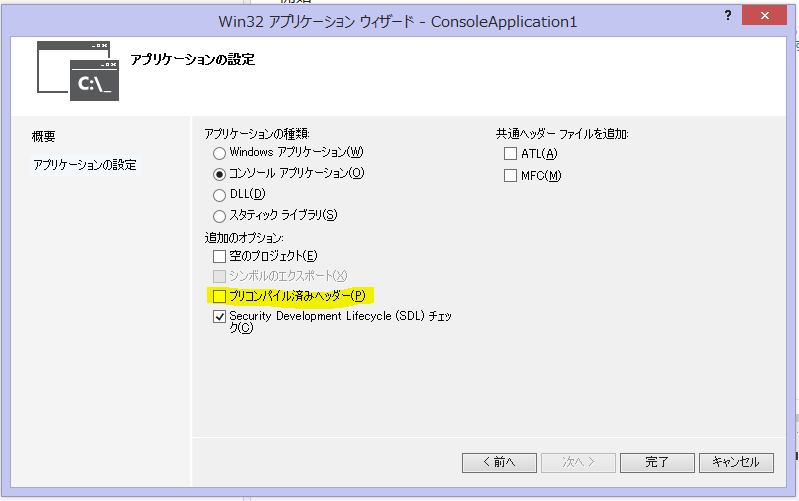 Win32 アプリケーション ウィザード - ConsoleApplication1
?
アプリケーションの設定
C:\_
概要
アプリケーションの設定
アプリケーションの種類:
Windows アプリケーション(W)
コンソール アプリケーション(O)
DLL(D)
スタティック ライブラリ(S)
追加のオプション:
空のプロジェクト(E)
シンボルのエクスポート(X)
プリコンパイル済みヘッダー(P)
Security Development Lifecycle (SDL) チェッ
ク(C)
共通ヘッダー ファイルを追加:
ATL(A)
MFC(M)
< 前へ
次へ >
完了
キャンセル